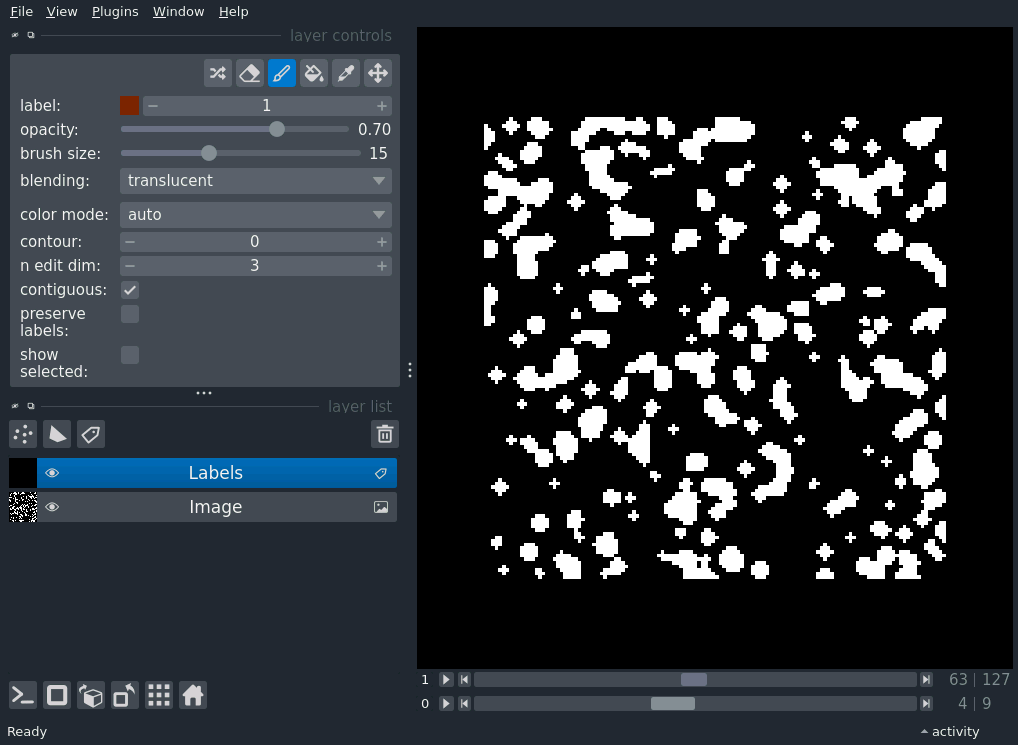 File View Plugins Window Help
layer controls
label: 1
opacity: 0.70
brush size: 15
blending: translucent
color mode: auto
contour: 0
n edit dim: 3
contiguous:
preserve
labels:
show
selected:
layer list
Labels
Image
1 63 | 127
0 4 | 9
Ready activity